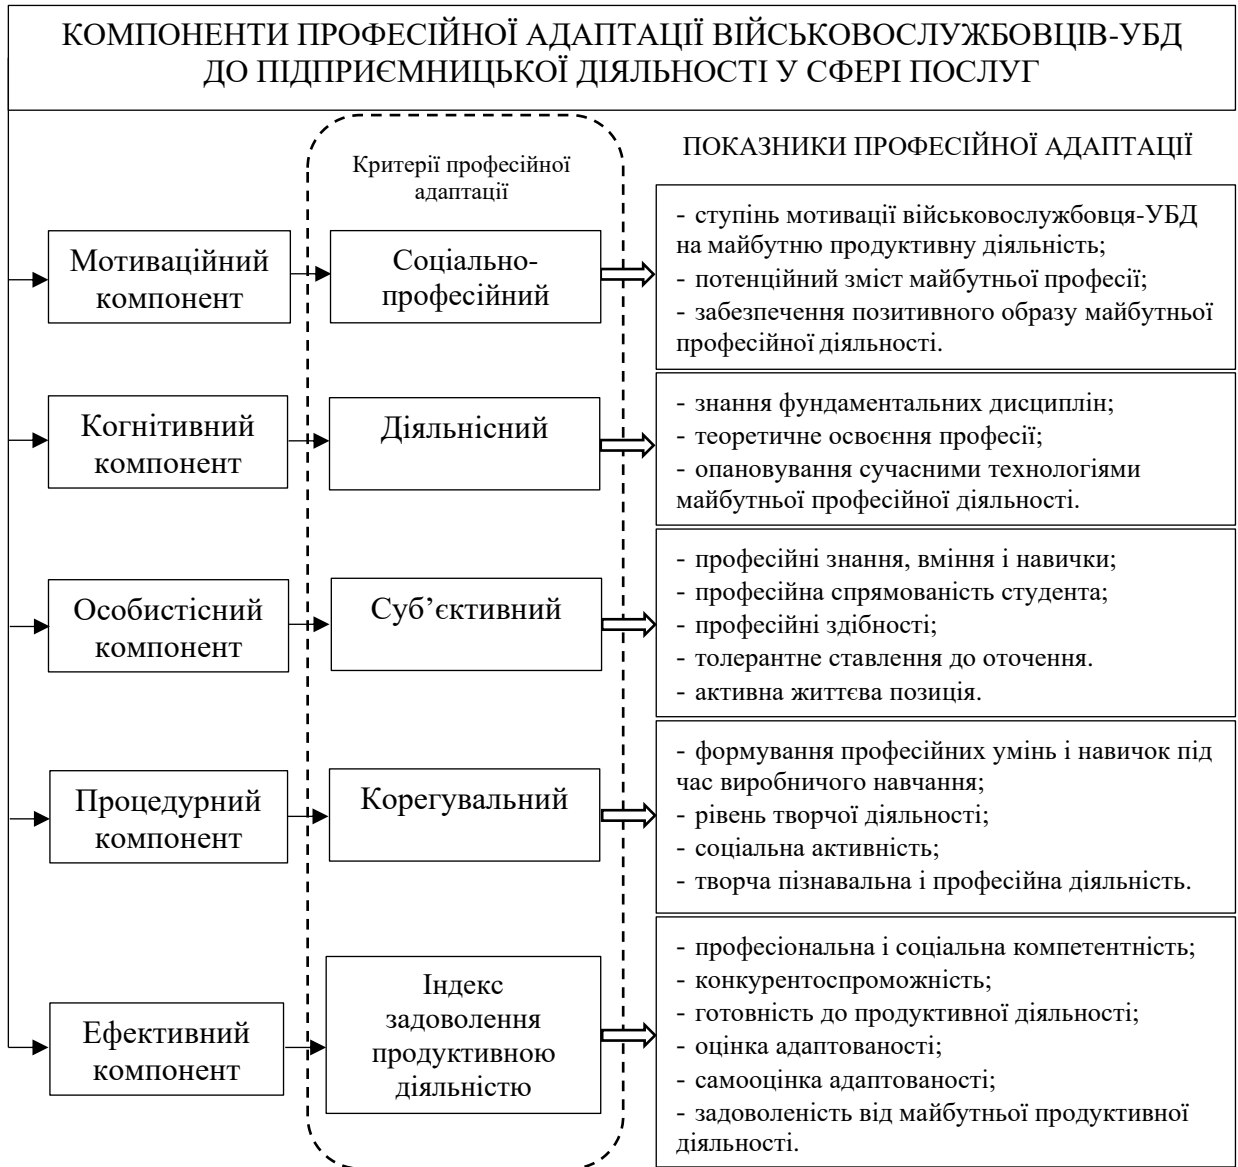 КОМПОНЕНТИ ПРОФЕСІЙНОЇ АДАПТАЦІЇ ВІЙСЬКОВОСЛУЖБОВЦІВ-УБД
ДО ПІДПРИЄМНИЦЬКОЇ ДІЯЛЬНОСТІ У СФЕРІ ПОСЛУГ
Критерії професійної
адаптації
ПОКАЗНИКИ ПРОФЕСІЙНОЇ АДАПТАЦІЇ
Мотиваційний
компонент
Соціально-
професійний
- ступінь мотивації військовослужбовця-УБД
на майбутню продуктивну діяльність;
- потенційний зміст майбутньої професії;
- забезпечення позитивного образу майбутньої
професійної діяльності.
Когнітивний
компонент
Діяльнісний
- знання фундаментальних дисциплін;
- теоретичне освоєння професії;
- опановування сучасними технологіями
майбутньої професійної діяльності.
Особистісний
компонент
Суб’єктивний
- професійні знання, вміння і навички;
- професійна спрямованість студента;
- професійні здібності;
- толерантне ставлення до оточення.
- активна життєва позиція.
Процедурний
компонент
Корегувальний
- формування професійних умінь і навичок під
час виробничого навчання;
- рівень творчої діяльності;
- соціальна активність;
- творча пізнавальна і професійна діяльність.
Ефективний
компонент
Індекс
задоволення
продуктивною
діяльністю
- професіональна і соціальна компетентність;
- конкурентоспроможність;
- готовність до продуктивної діяльності;
- оцінка адаптованості;
- самооцінка адаптованості;
- задоволеність від майбутньої продуктивної
діяльності.